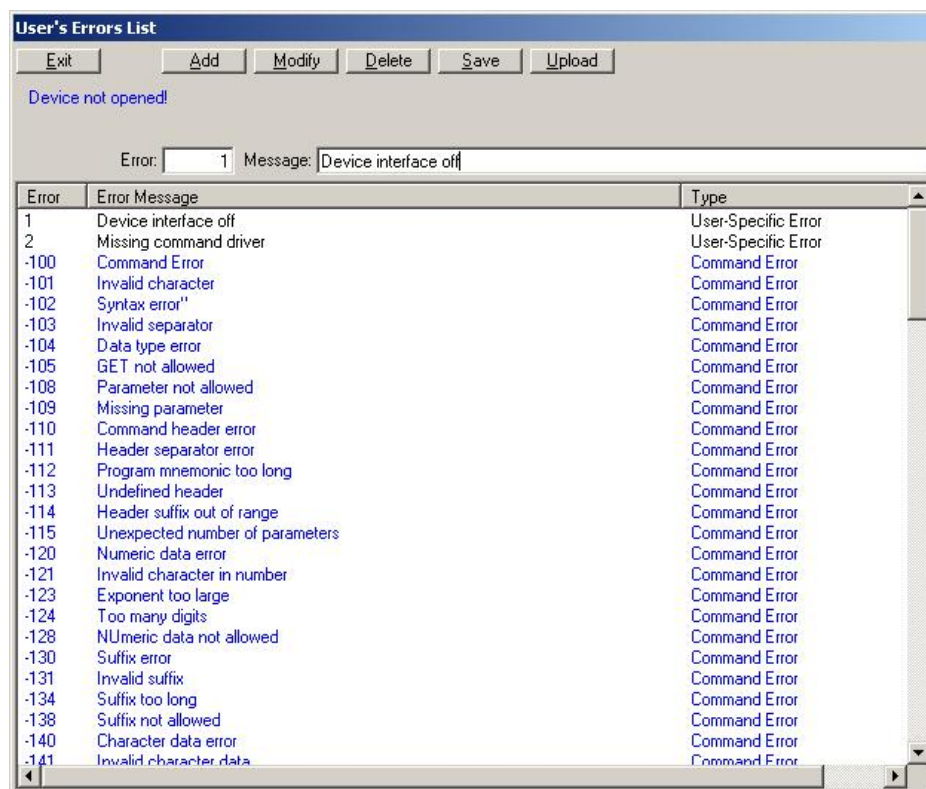 User's Errors List
Exit Add Modify Delete Save Upload
Device not opened!
Error: 1 Message: Device interface off
Error Error Message Type
1 Device interface off User-Specific Error
2 Missing command driver User-Specific Error
-100 Command Error Command Error
-101 Invalid character Command Error
-102 Syntax error" Command Error
-103 Invalid separator Command Error
-104 Data type error Command Error
-105 GET not allowed Command Error
-108 Parameter not allowed Command Error
-109 Missing parameter Command Error
-110 Command header error Command Error
-111 Header separator error Command Error
-112 Program mnemonic too long Command Error
-113 Undefined header Command Error
-114 Header suffix out of range Command Error
-115 Unexpected number of parameters Command Error
-120 Numeric data error Command Error
-121 Invalid character in number Command Error
-123 Exponent too large Command Error
-124 Too many digits Command Error
-128 NUmeric data not allowed Command Error
-130 Suffix error Command Error
-131 Invalid suffix Command Error
-134 Suffix too long Command Error
-138 Suffix not allowed Command Error
-140 Character data error Command Error
-141 Invalid character data Command Error